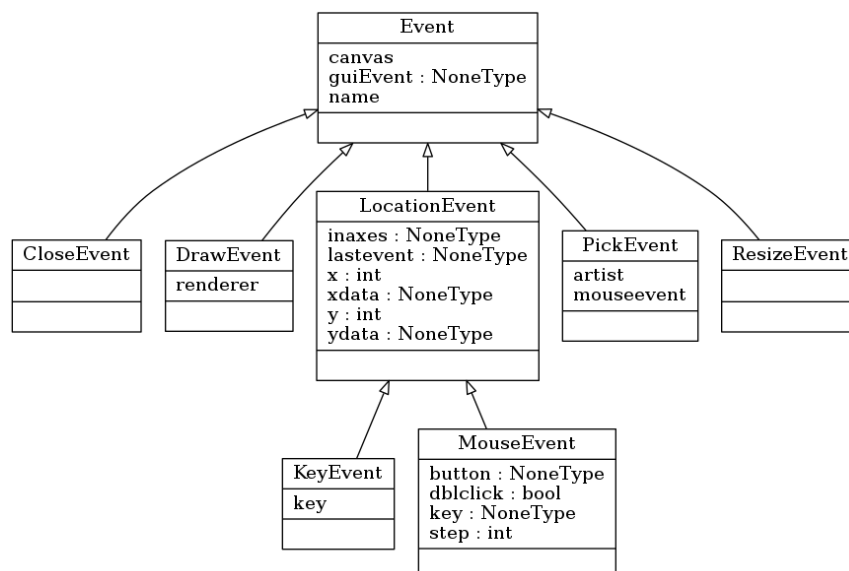 Event
canvas
guiEvent : NoneType
name
CloseEvent
DrawEvent
renderer
LocationEvent
inaxes : NoneType
lastevent : NoneType
x : int
xdata : NoneType
y : int
ydata : NoneType
PickEvent
artist
mouseevent
ResizeEvent
KeyEvent
key
MouseEvent
button : NoneType
dblclick : bool
key : NoneType
step : int